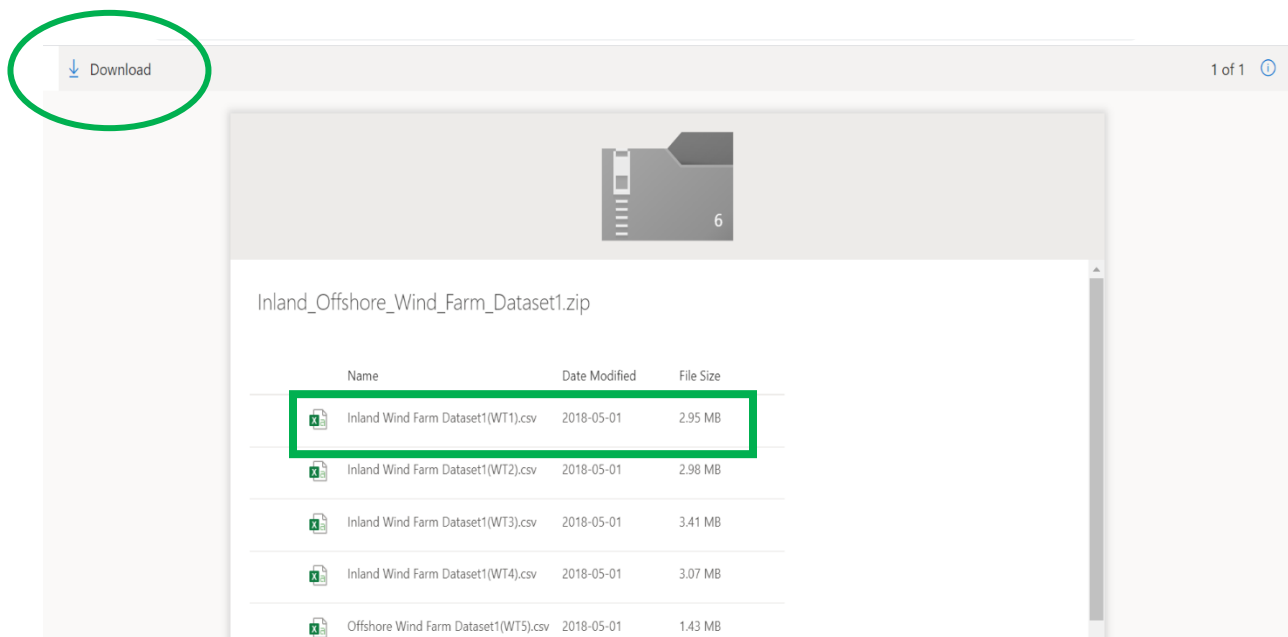 Download
1 of 1
6
Inland_Offshore_Wind_Farm_Dataset1.zip
Name Date Modified File Size
Inland Wind Farm Dataset1(WT1).csv 2018-05-01 2.95 MB
Inland Wind Farm Dataset1(WT2).csv 2018-05-01 2.98 MB
Inland Wind Farm Dataset1(WT3).csv 2018-05-01 3.41 MB
Inland Wind Farm Dataset1(WT4).csv 2018-05-01 3.07 MB
Offshore Wind Farm Dataset1(WT5).csv 2018-05-01 1.43 MB